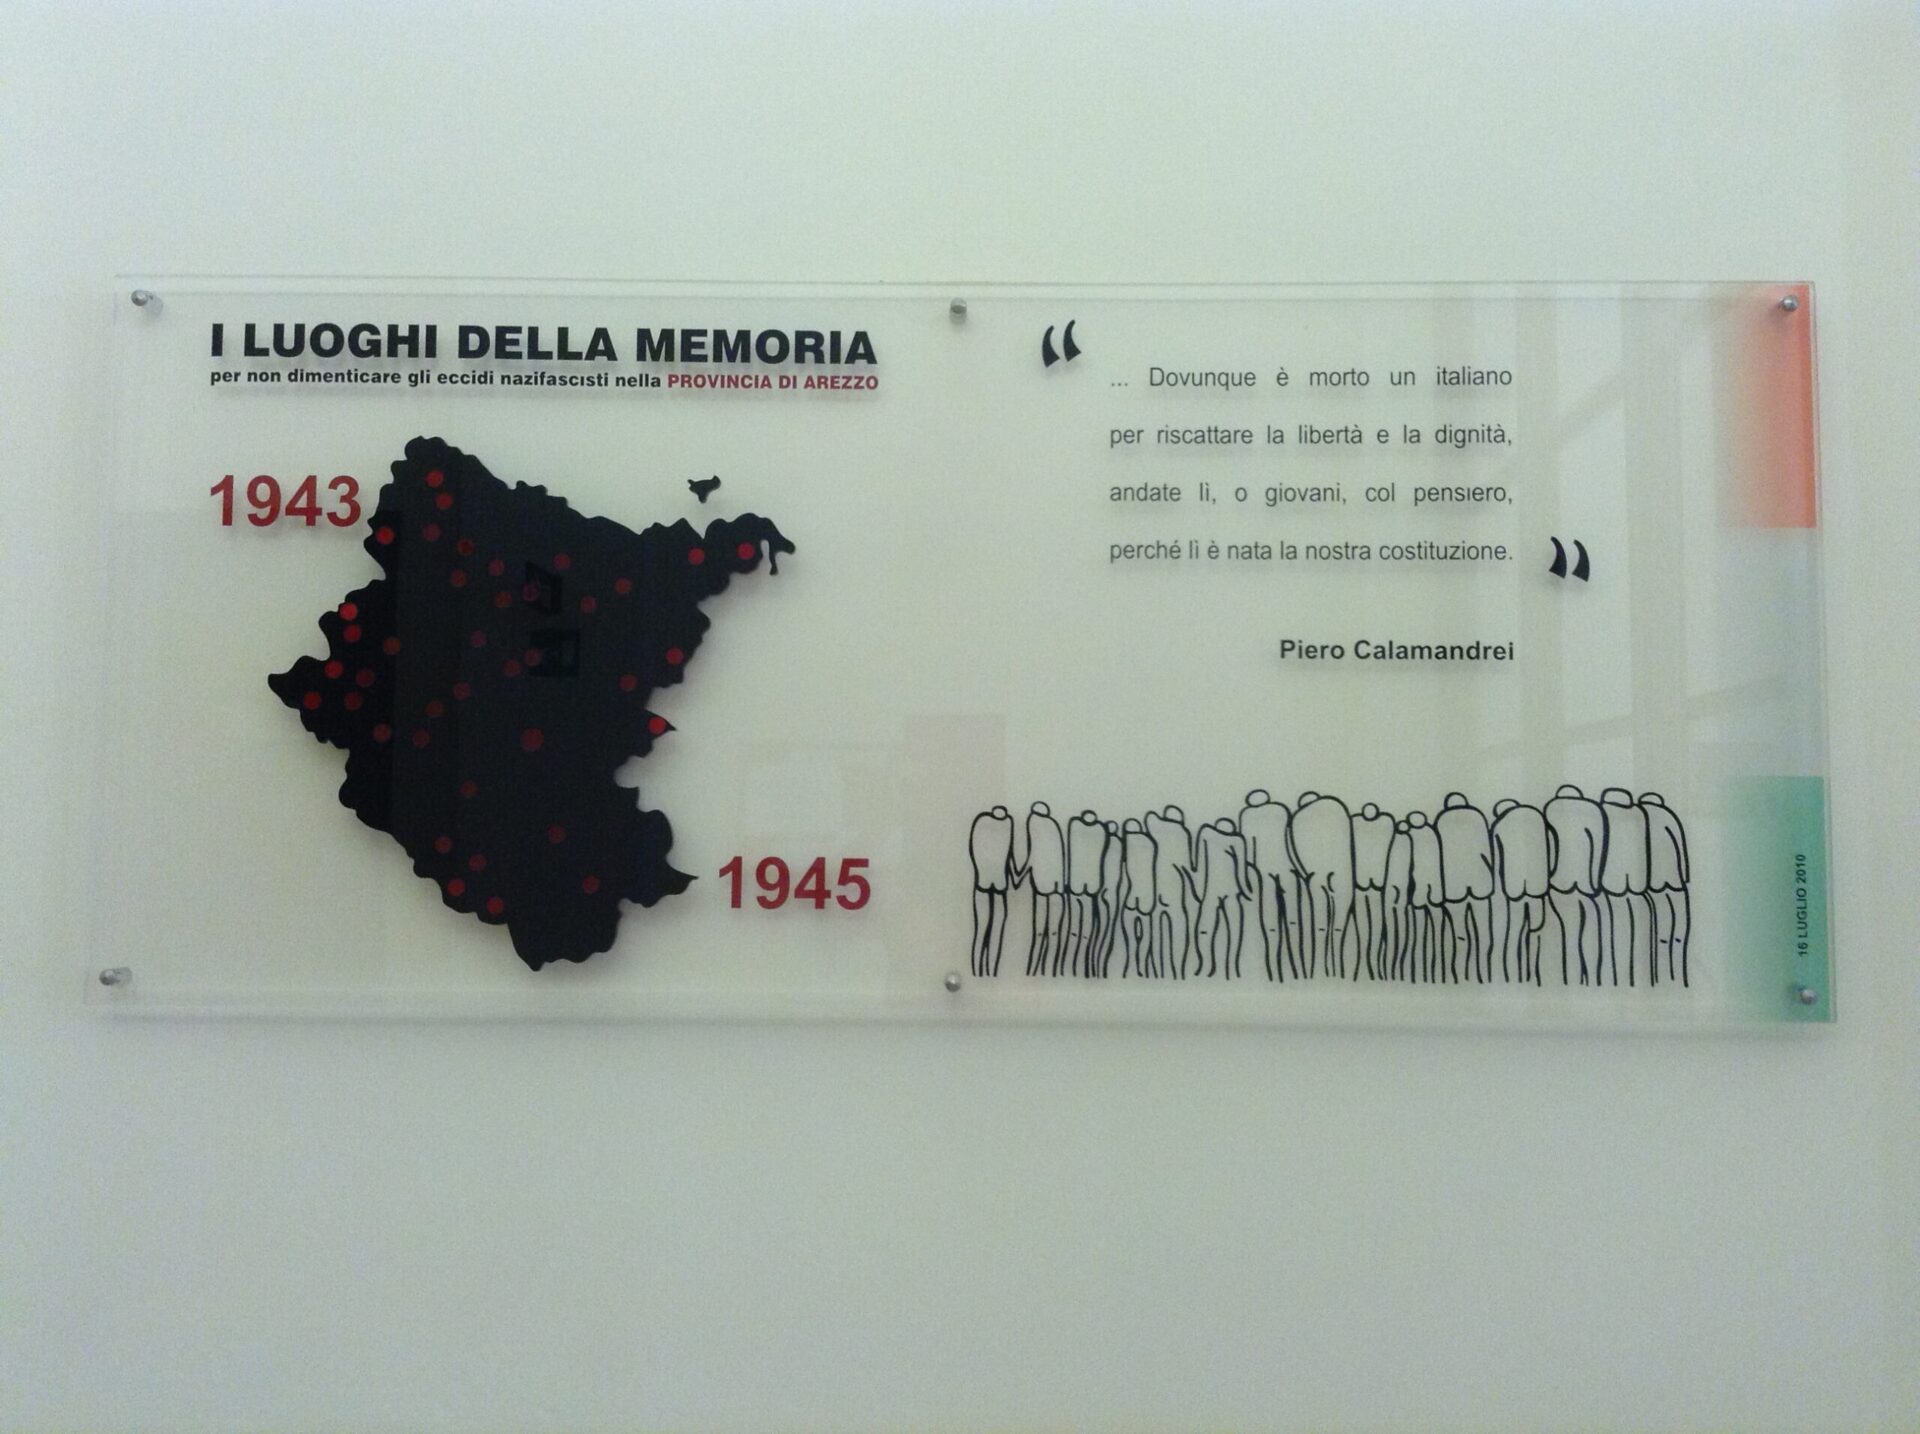 I LUOGHI DELLA MEMORIA
per non dimenticare gli eccidi nazifascisti nella PROVINCIA DI AREZZO
1943
1945
“
... Dovunque è morto un italiano
per riscattare la libertà e la dignità,
andate lì, o giovani, col pensiero,
perché lì è nata la nostra costituzione.
”
Piero Calamandrei
16 LUGLIO 2010